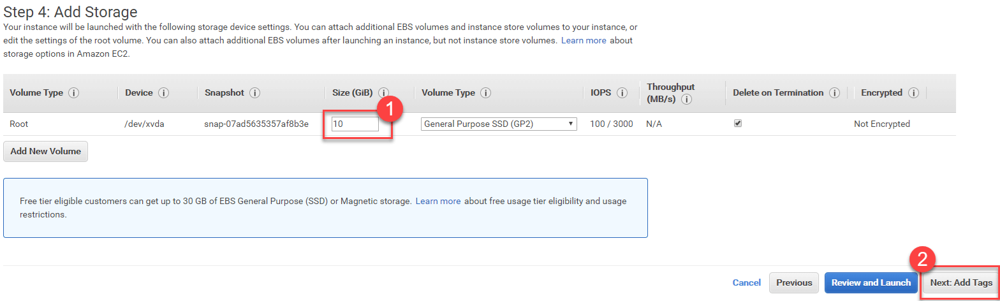 Step 4: Add Storage
Your instance will be launched with the following storage device settings. You can attach additional EBS volumes and instance store volumes to your instance, or
edit the settings of the root volume. You can also attach additional EBS volumes after launching an instance, but not instance store volumes. Learn more about
storage options in Amazon EC2.
Volume Type Device Snapshot Size (GiB) Volume Type IOPS Throughput (MB/s) Delete on Termination Encrypted
1
Root /dev/xvda snap-07ad5635357af8b3e 10 General Purpose SSD (GP2) 100 / 3000 N/A Not Encrypted
Add New Volume
Free tier eligible customers can get up to 30 GB of EBS General Purpose (SSD) or Magnetic storage. Learn more about free usage tier eligibility and usage
restrictions.
2
Cancel Previous Review and Launch Next: Add Tags